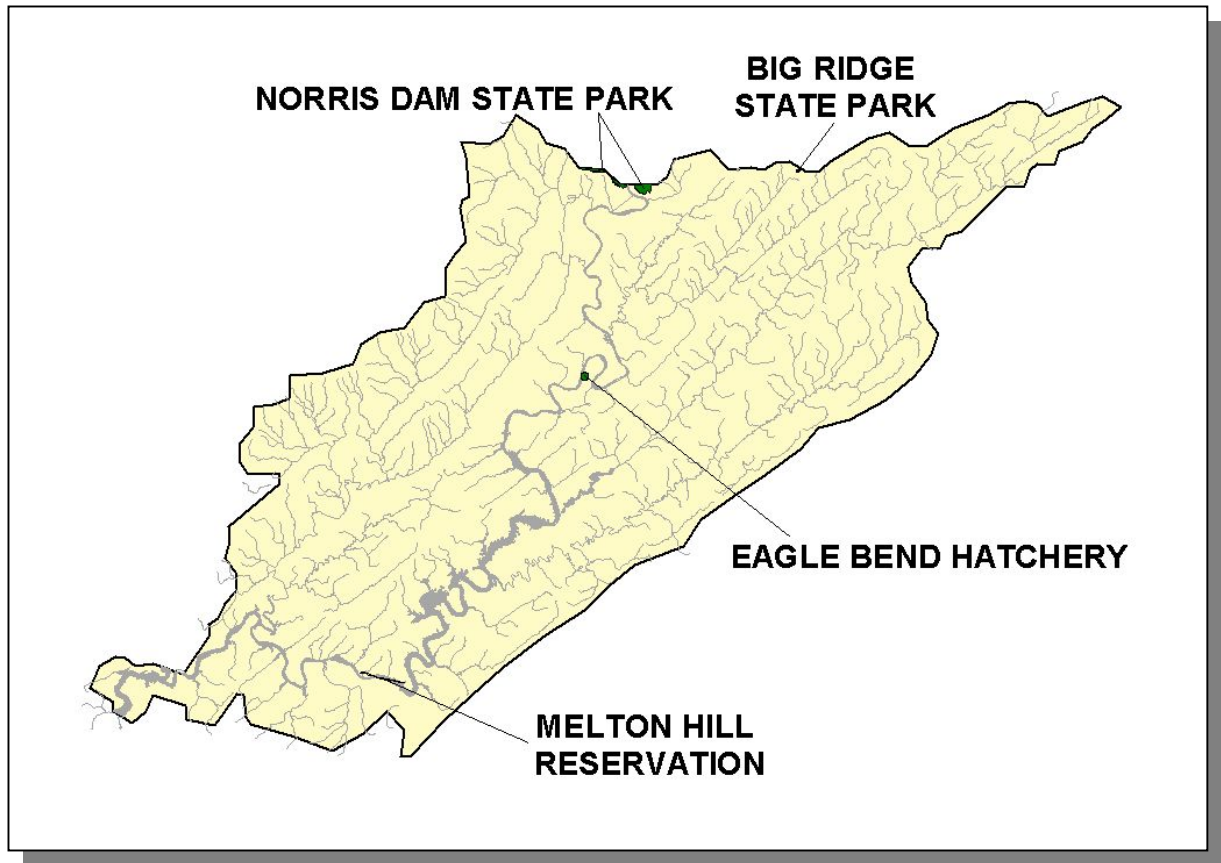 NORRIS DAM STATE PARK
BIG RIDGE
STATE PARK
EAGLE BEND HATCHERY
MELTON HILL
RESERVATION